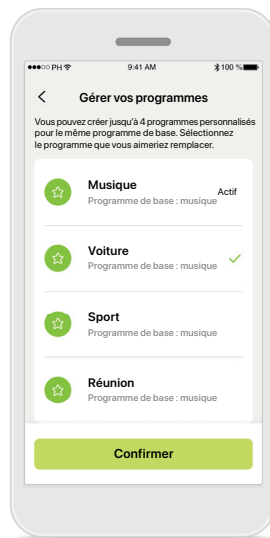 ●●●○○ PH 9:41 AM 100 %
Gérer vos programmes
Vous pouvez créer jusqu'à 4 programmes personnalisés
pour le même programme de base. Sélectionnez
le programme que vous aimeriez remplacer.
Musique
Actif
Programme de base : musique
Voiture
Programme de base : musique
Sport
Programme de base : musique
Réunion
Programme de base : musique
Confirmer